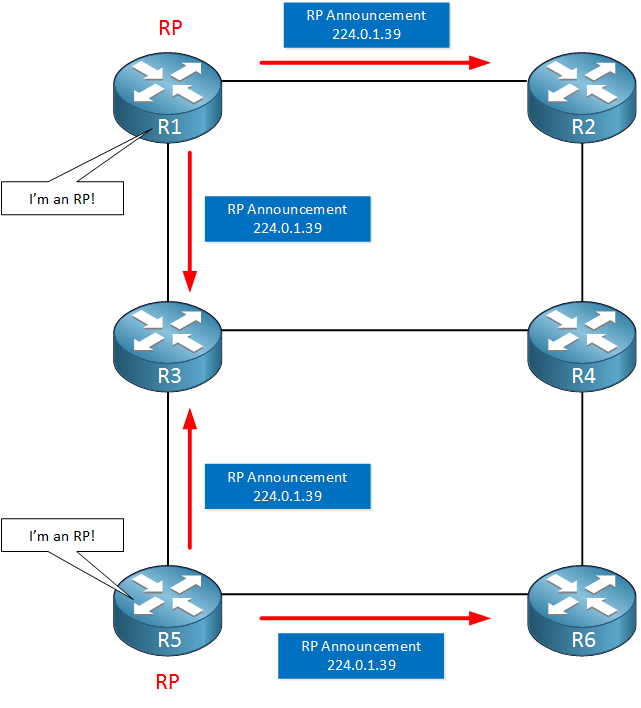 RP
RP Announcement
224.0.1.39
R1
R2
I'm an RP!
RP Announcement
224.0.1.39
R3
R4
RP Announcement
224.0.1.39
I'm an RP!
R5
R6
RP Announcement
224.0.1.39
RP